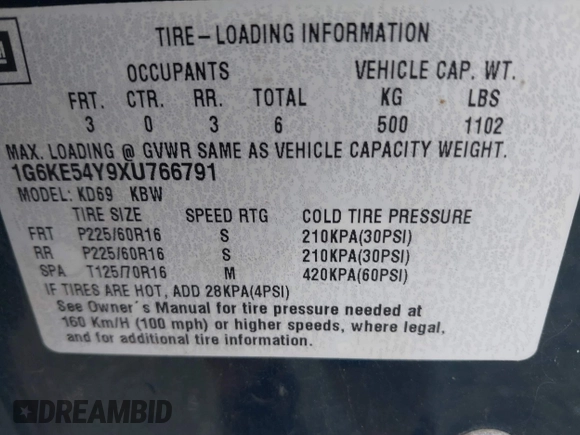 GM
TIRE-LOADING INFORMATION
OCCUPANTS VEHICLE CAP. WT.
FRT. CTR. RR. TOTAL KG LBS
3 0 3 6 500 1102
MAX. LOADING @ GVWR SAME AS VEHICLE CAPACITY WEIGHT.
1G6KE54Y9XU766791
MODEL: KD69 KBW
TIRE SIZE SPEED RTG COLD TIRE PRESSURE
FRT P225/60R16 S 210KPA(30PSI)
RR P225/60R16 S 210KPA(30PSI)
SPA T125/70R16 M 420KPA(60PSI)
IF TIRES ARE HOT, ADD 28KPA(4PSI)
See Owner's Manual for tire pressure needed at
160 Km/H (100 mph) or higher speeds, where legal,
and for additional tire information.
DREAMBID